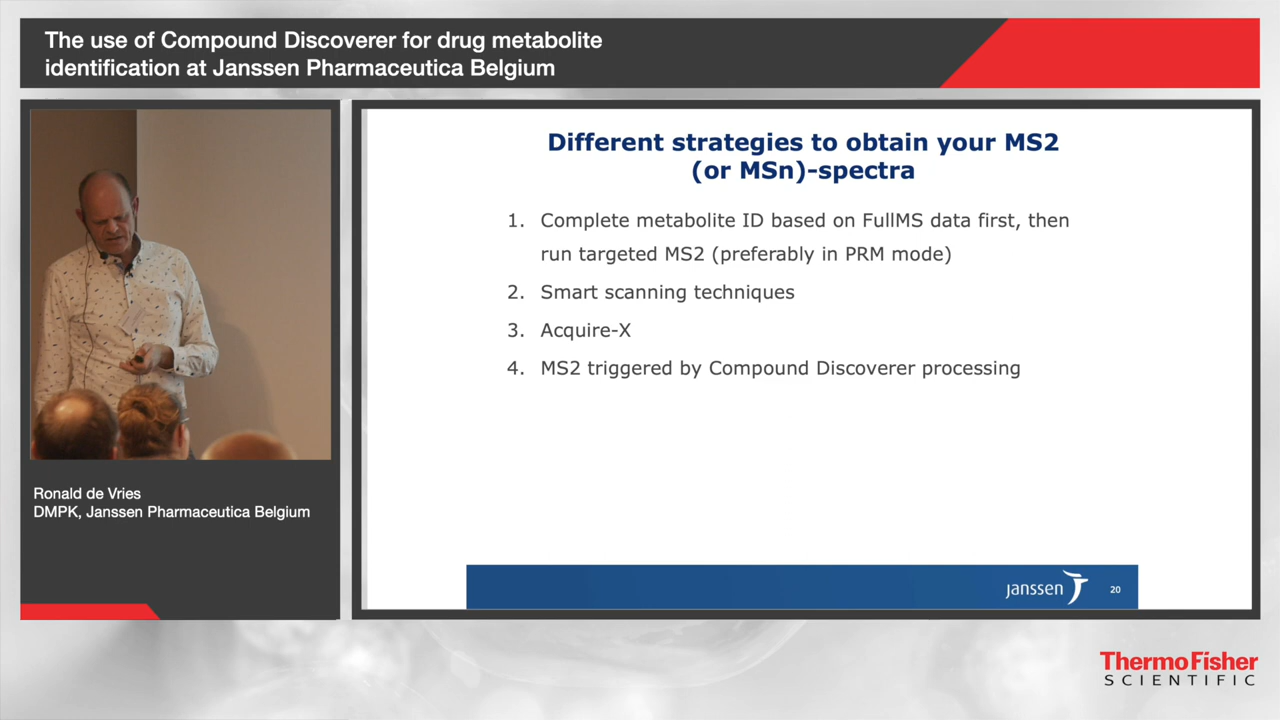 The use of Compound Discoverer for drug metabolite
identification at Janssen Pharmaceutica Belgium
Different strategies to obtain your MS2
(or MSn)-spectra
1. Complete metabolite ID based on FullMS data first, then
run targeted MS2 (preferably in PRM mode)
2. Smart scanning techniques
3. Acquire-X
4. MS2 triggered by Compound Discoverer processing
Ronald de Vries
DMPK, Janssen Pharmaceutica Belgium
janssen
20
ThermoFisher
SCIENTIFIC